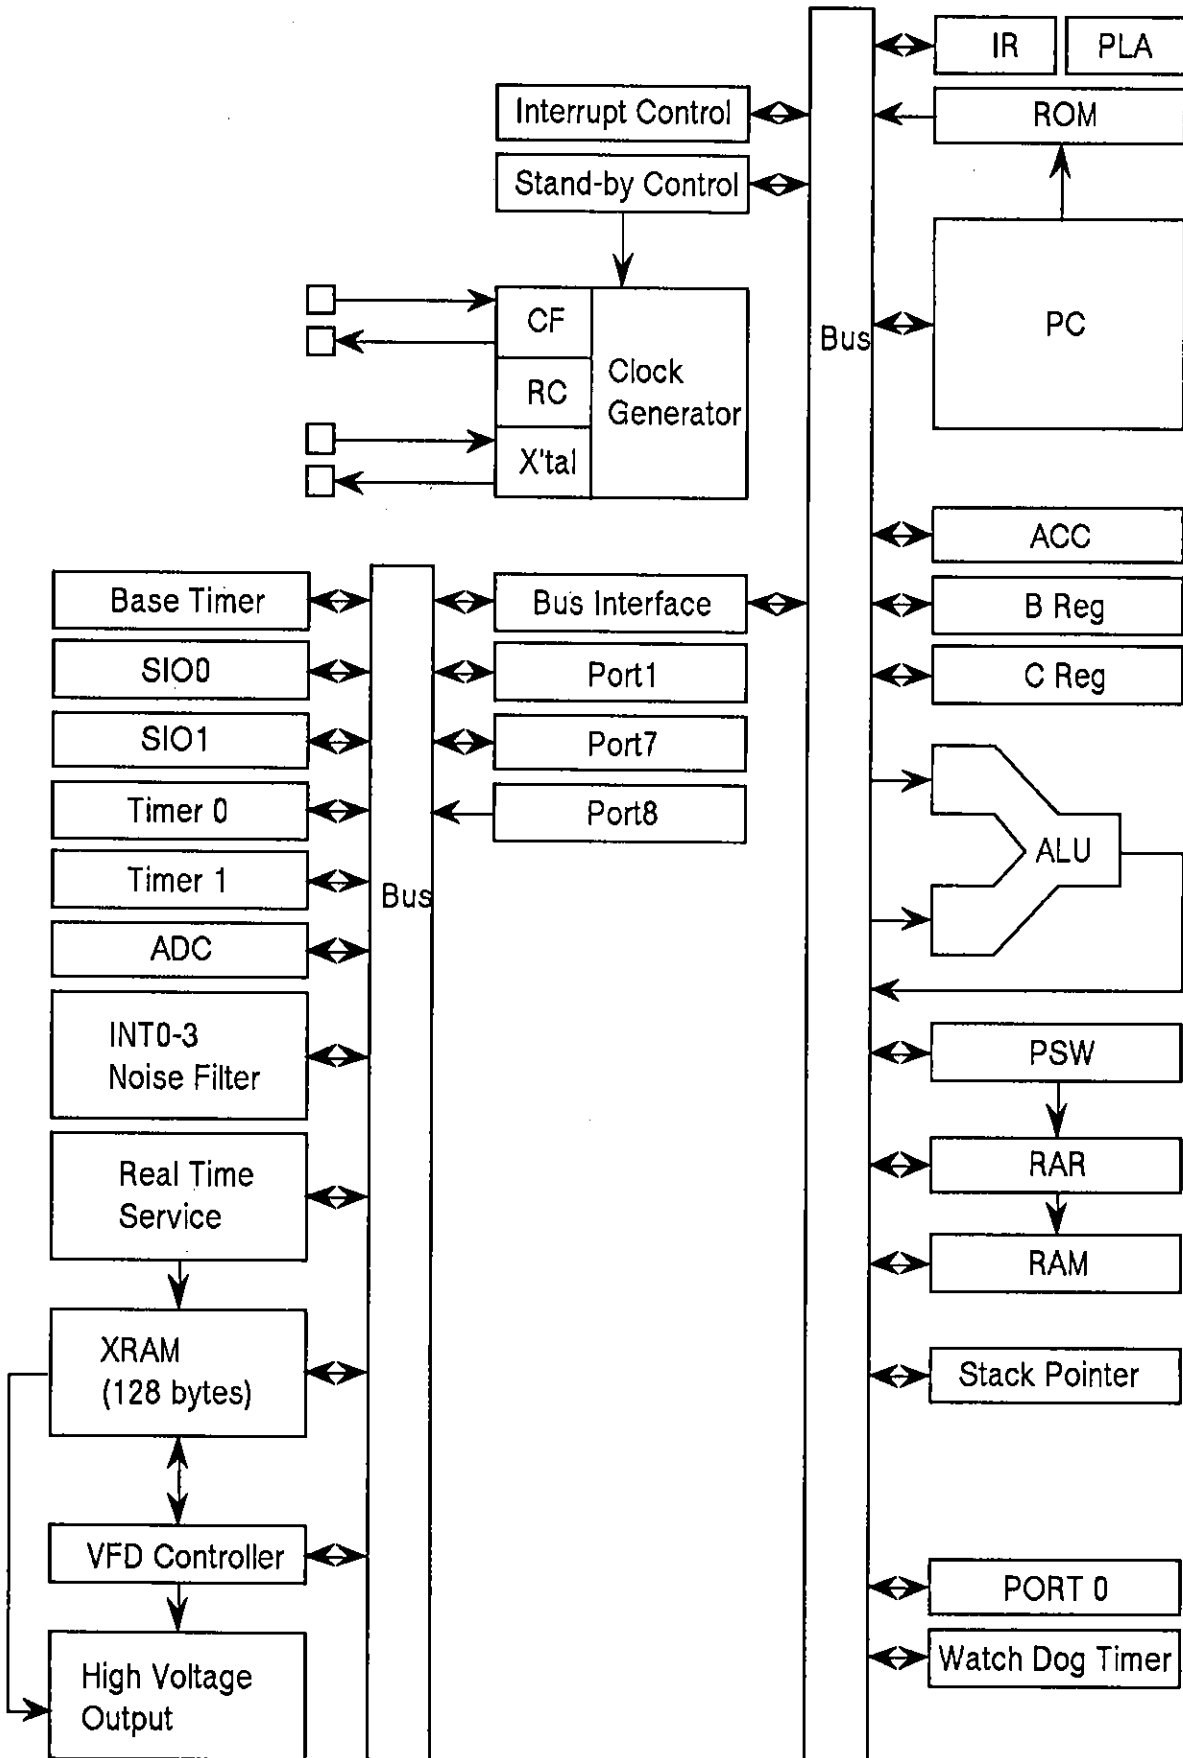 IR
PLA
Interrupt Control
ROM
Stand-by Control
CF
RC
X'tal
Clock
Generator
Bus
PC
ACC
Base Timer
Bus Interface
B Reg
SIO0
Port1
C Reg
SIO1
Port7
Timer 0
Port8
ALU
Timer 1
Bus
ADC
INT0-3
Noise Filter
PSW
Real Time
Service
RAR
RAM
XRAM
(128 bytes)
Stack Pointer
VFD Controller
PORT 0
High Voltage
Output
Watch Dog Timer